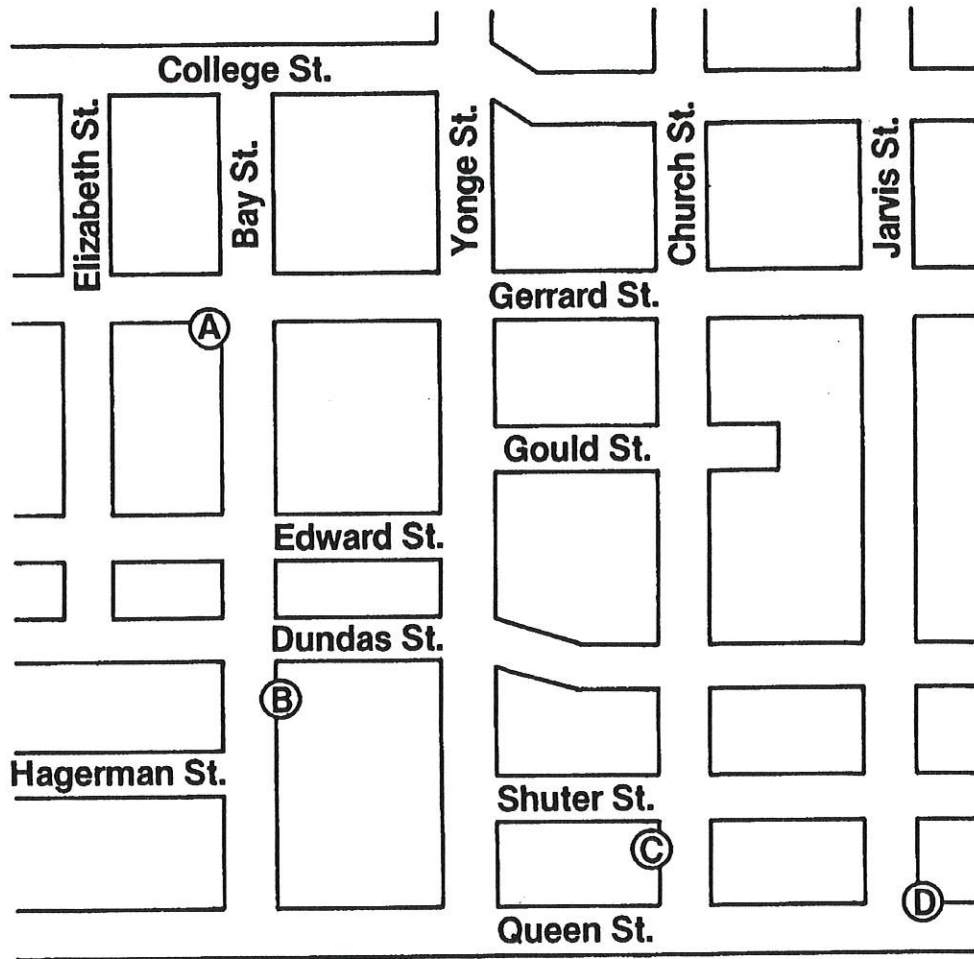 College St.
Elizabeth St.
Bay St.
Yonge St.
Church St.
Jarvis St.
Gerrard St.
A
Gould St.
Edward St.
Dundas St.
B
Hagerman St.
Shuter St.
C
D
Queen St.